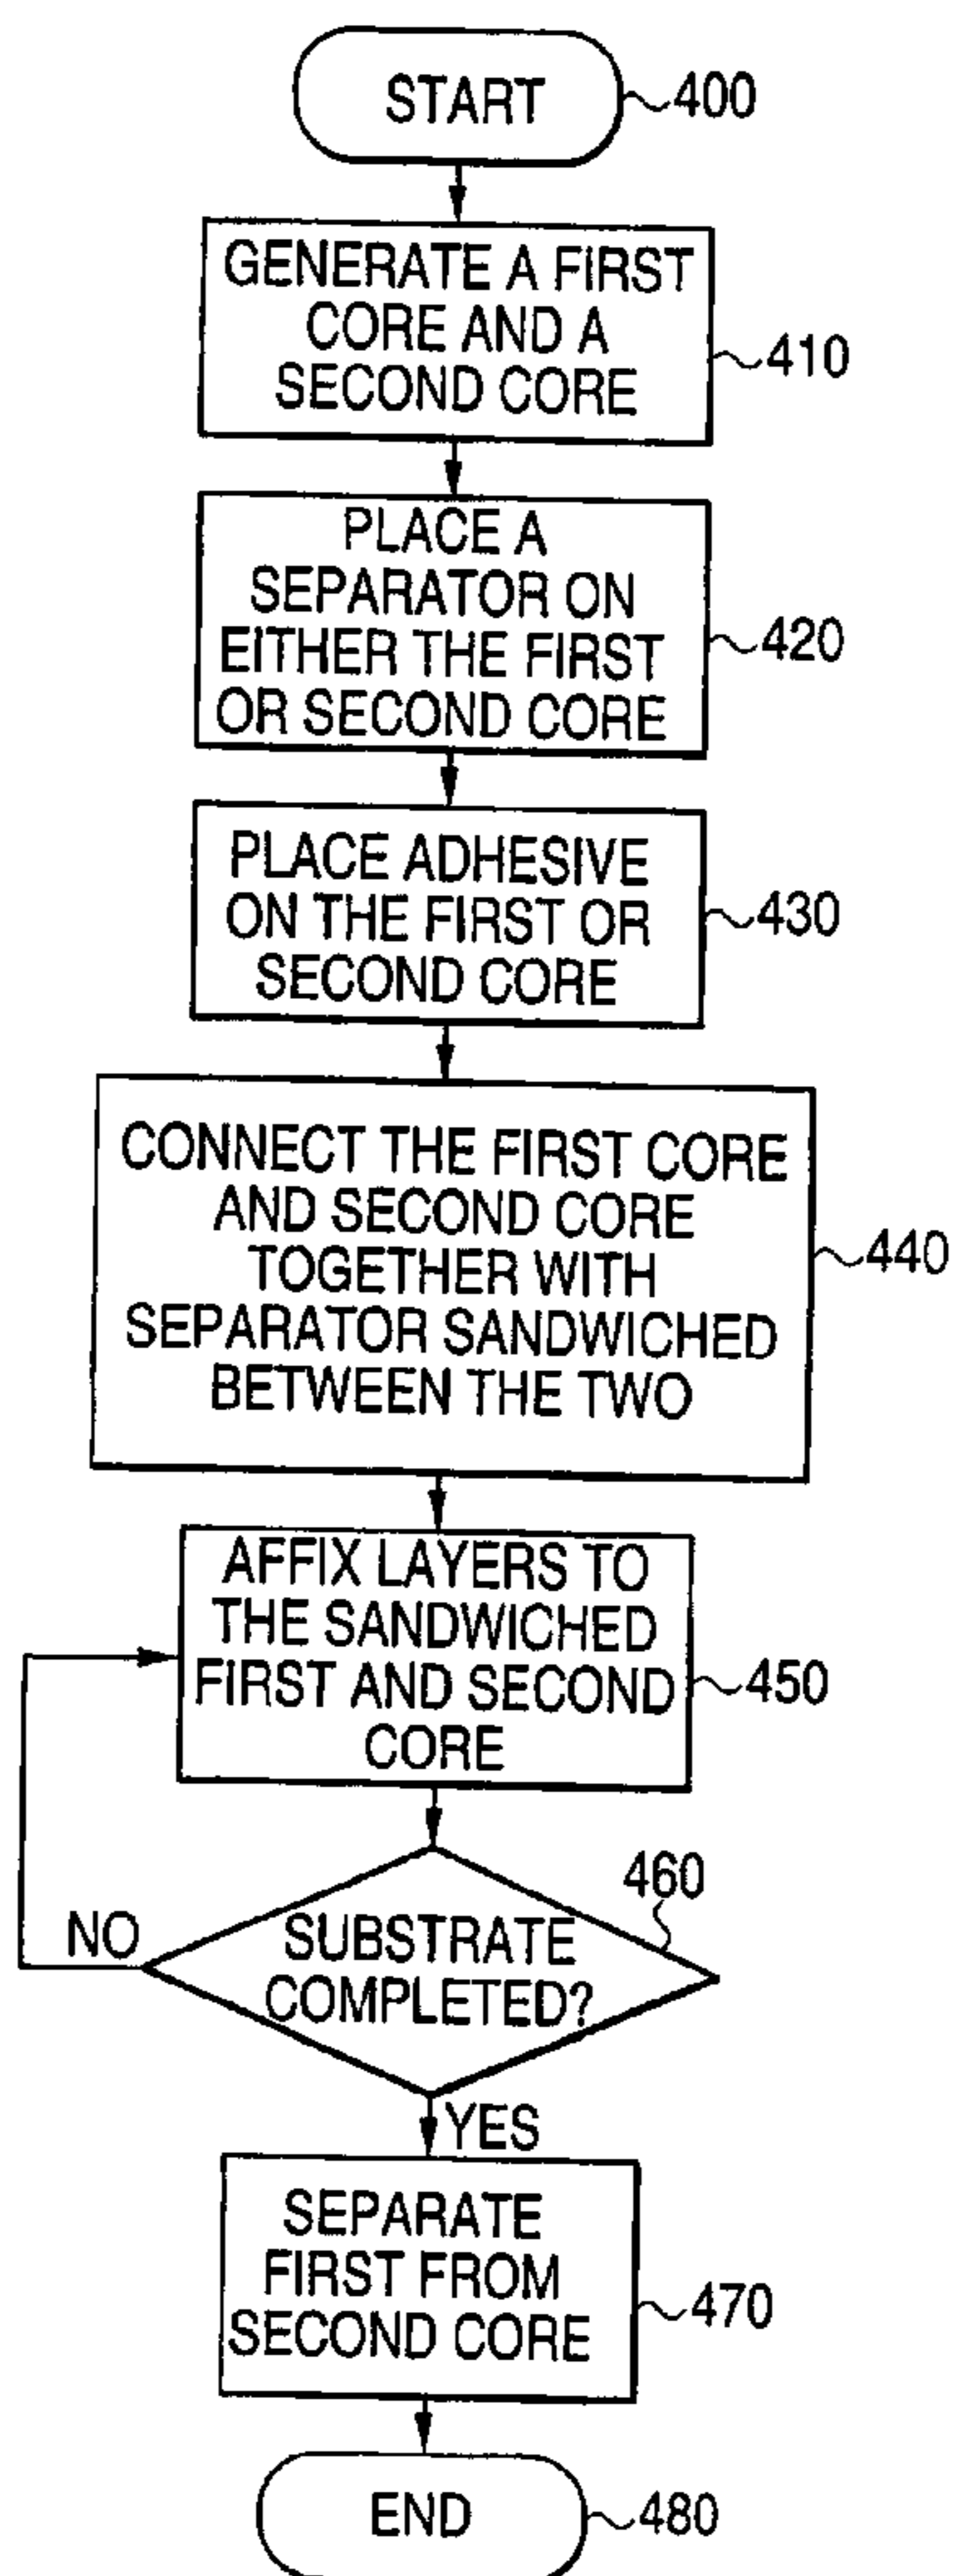 START
400
GENERATE A FIRST
CORE AND A
SECOND CORE
410
PLACE A
SEPARATOR ON
EITHER THE FIRST
OR SECOND CORE
420
PLACE ADHESIVE
ON THE FIRST OR
SECOND CORE
430
CONNECT THE FIRST CORE
AND SECOND CORE
TOGETHER WITH
SEPARATOR SANDWICHED
BETWEEN THE TWO
440
AFFIX LAYERS TO
THE SANDWICHED
FIRST AND SECOND
CORE
450
460
NO
SUBSTRATE
COMPLETED?
YES
SEPARATE
FIRST FROM
SECOND CORE
470
END
480